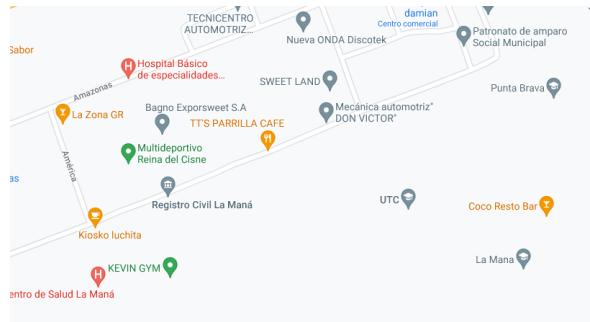 damian
Centro comercial
TECNICENTRO
AUTOMOTRIZ...
Nueva ONDA Discotek
Patronato de amparo
Social Municipal
Sabor
Hospital Básico
de especialidades...
SWEET LAND
Punta Brava
Amazonas
Bagno Exporsweet S.A
Mecánica automotriz"
DON VICTOR"
La Zona GR
TT'S PARRILLA CAFE
Multideportivo
Reina del Cisne
América
as
UTC
Registro Civil La Maná
Coco Resto Bar
Kiosko luchita
La Mana
KEVIN GYM
entro de Salud La Maná